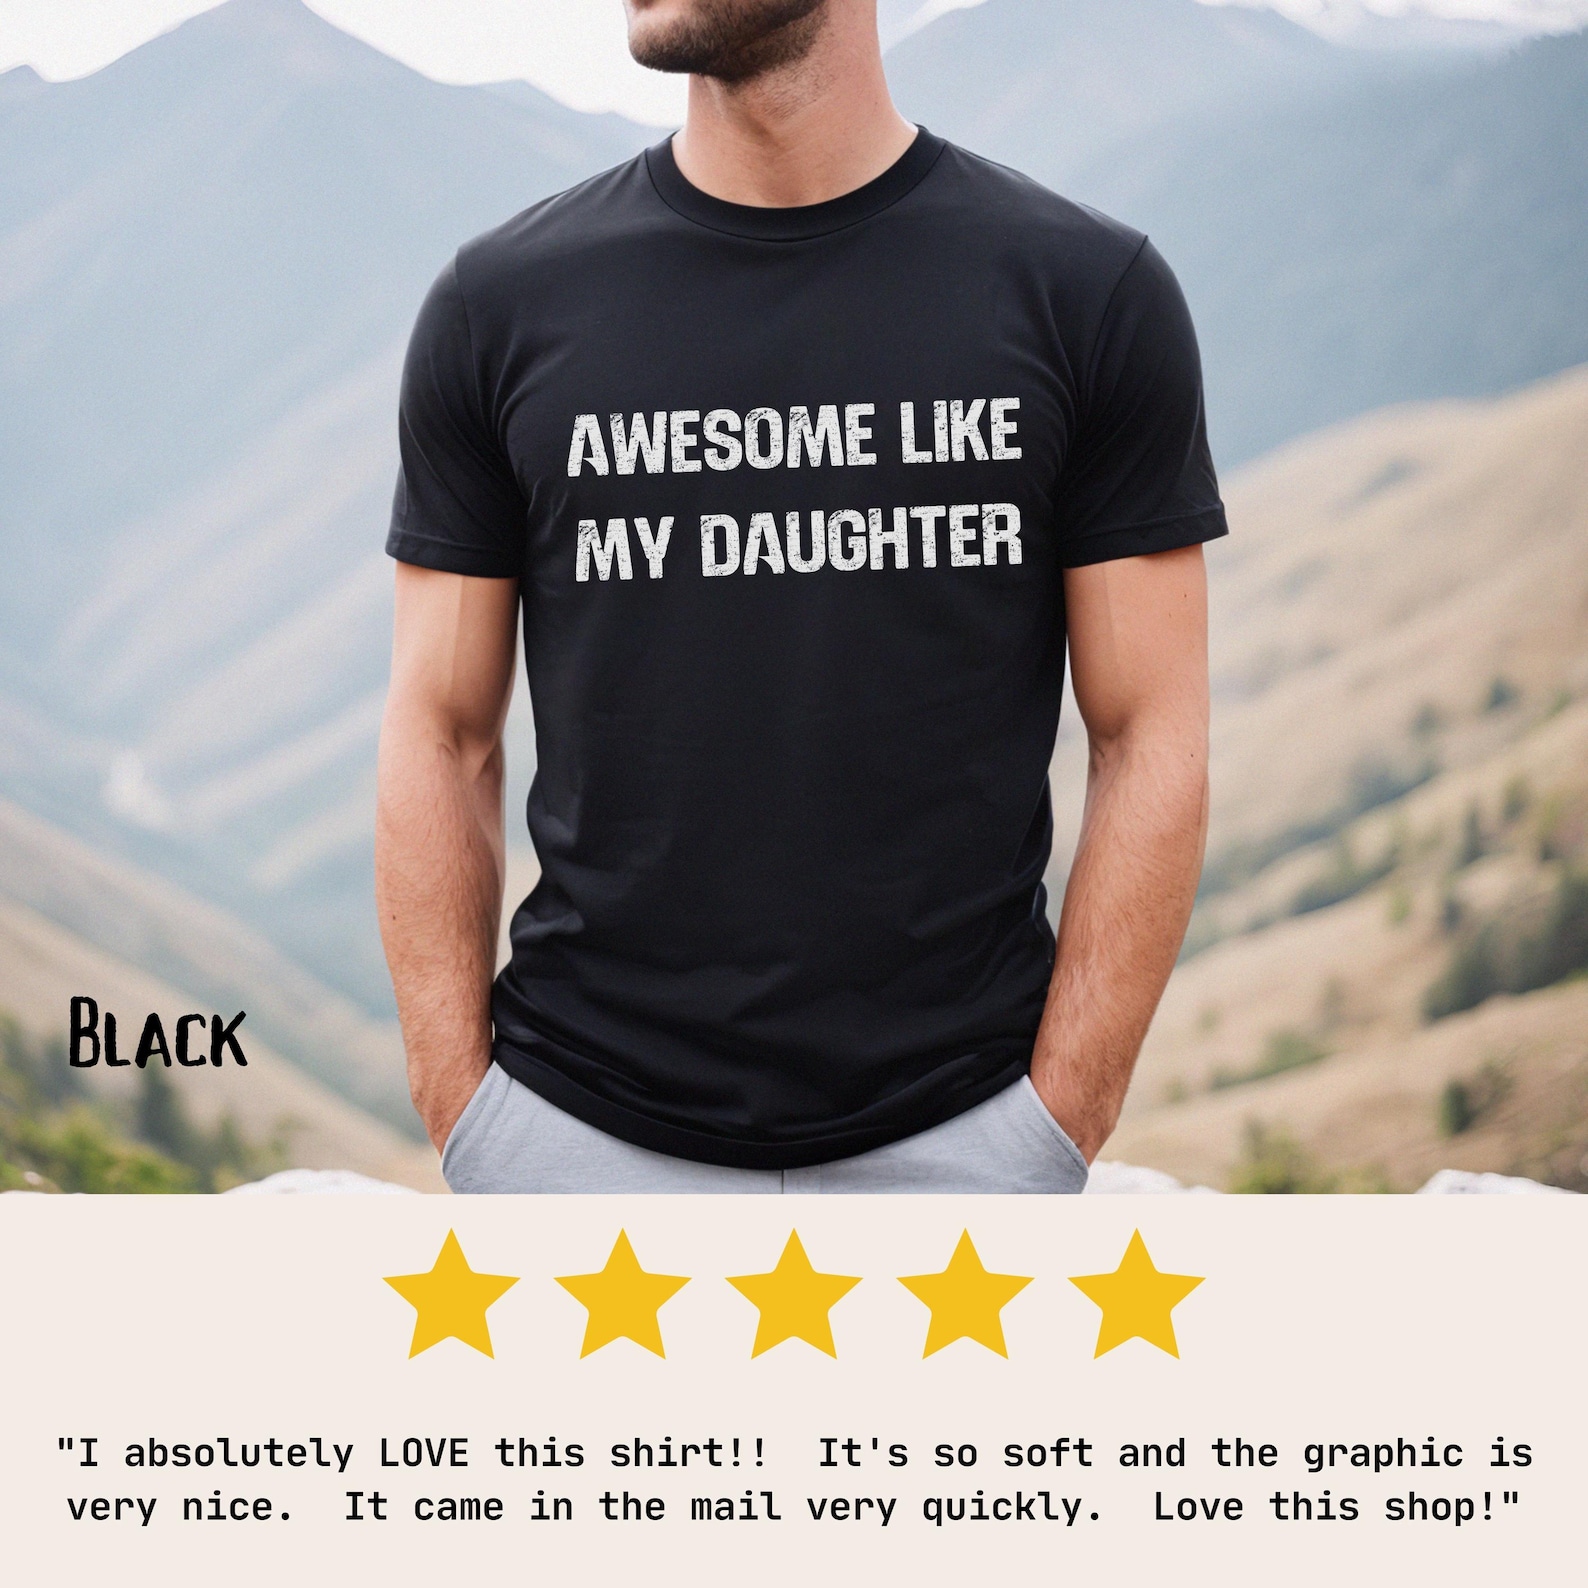 AWESOME LIKE
MY DAUGHTER
BLACK
"I absolutely LOVE this shirt!! It's so soft and the graphic is
very nice. It came in the mail very quickly. Love this shop!"